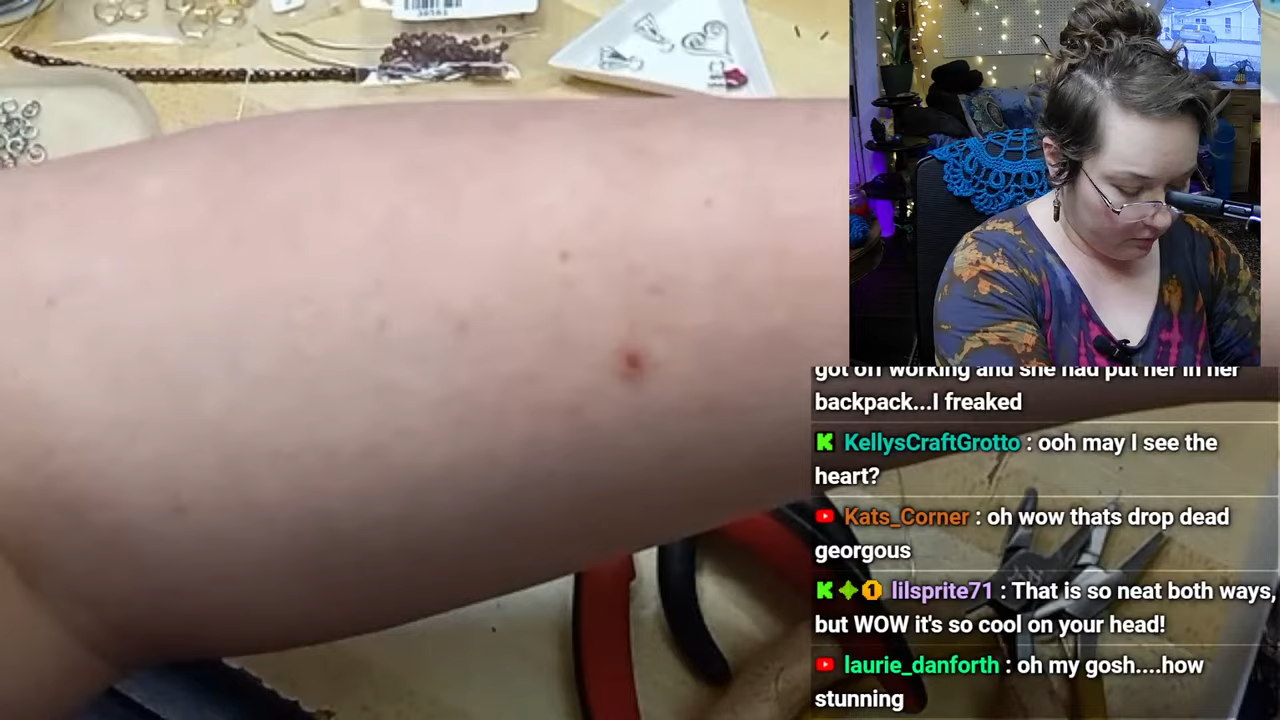 got off working and she had put her in her
backpack...I freaked
KellysCraftGrotto : ooh may I see the
heart?
Kats_Corner : oh wow thats drop dead
georgous
1 lilsprite71 : That is so neat both ways,
but WOW it's so cool on your head!
laurie_danforth : oh my gosh....how
stunning